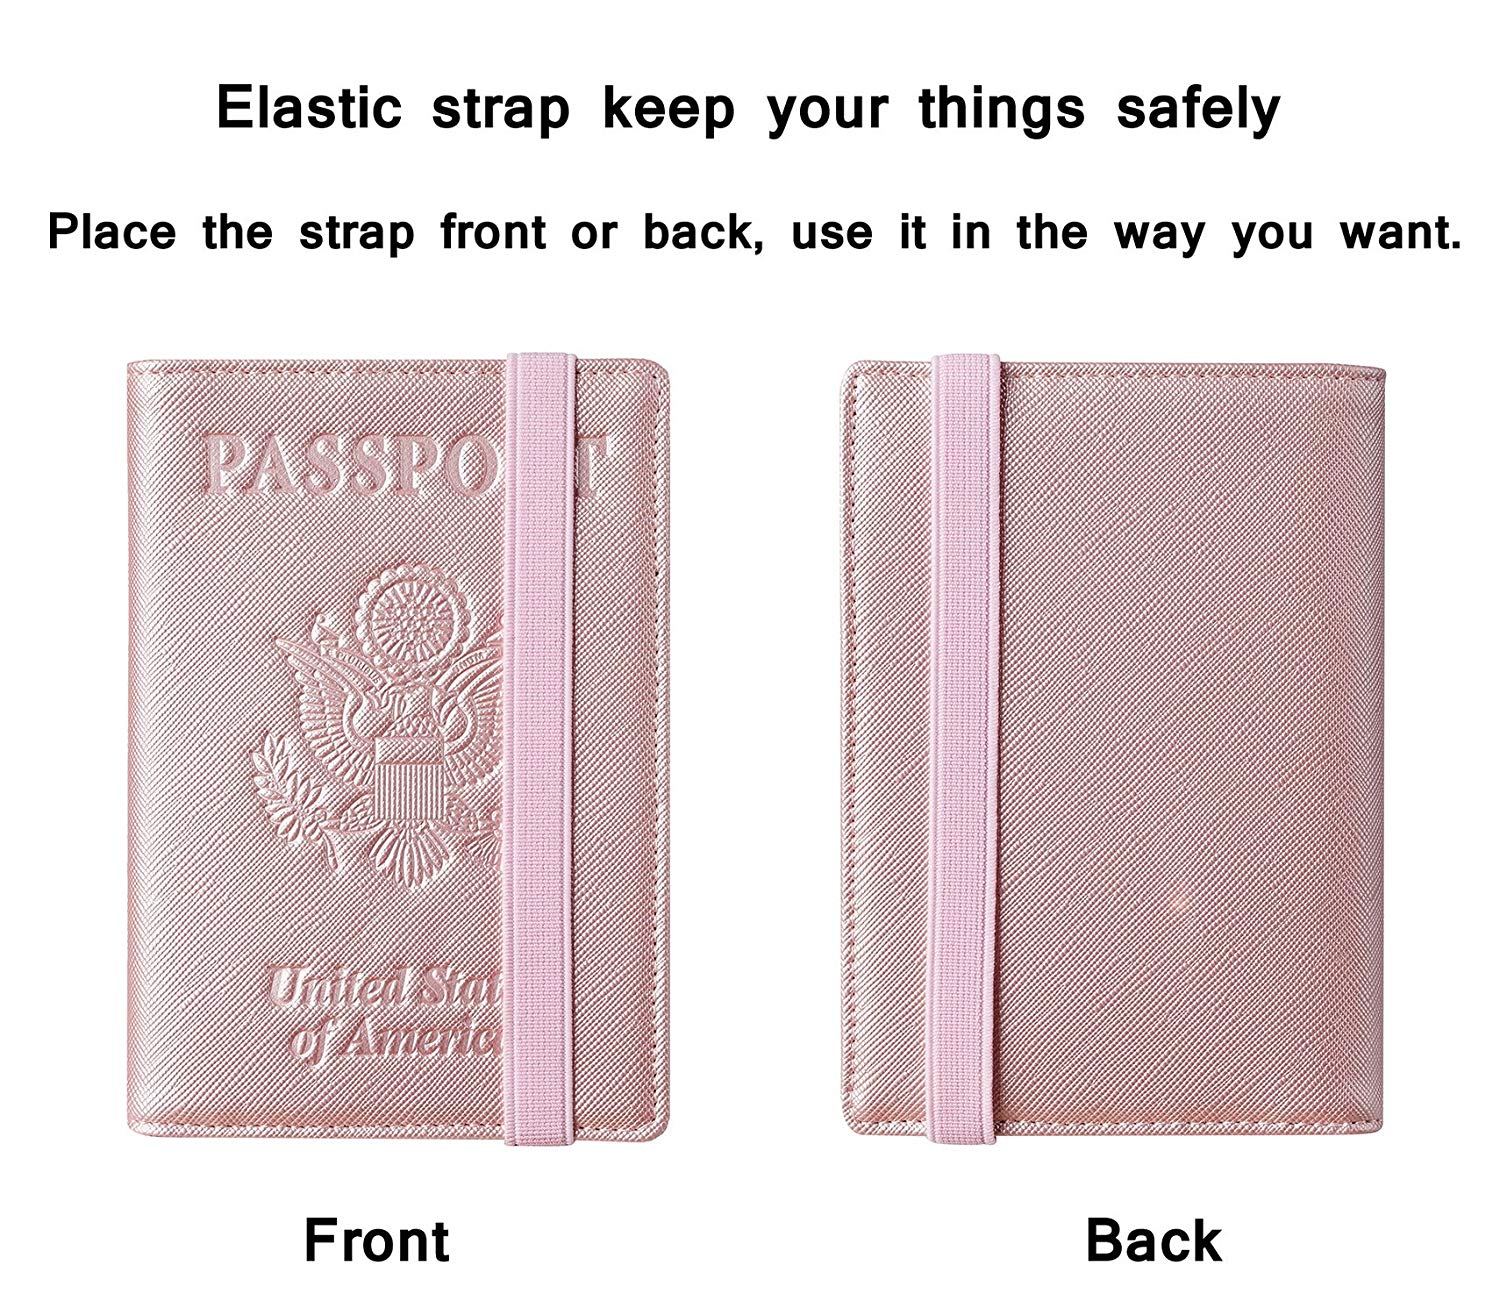 Elastic strap keep your things safely
Place the strap front or back, use it in the way you want.
PASSPO T
United Stat
of Americ
Front
Back